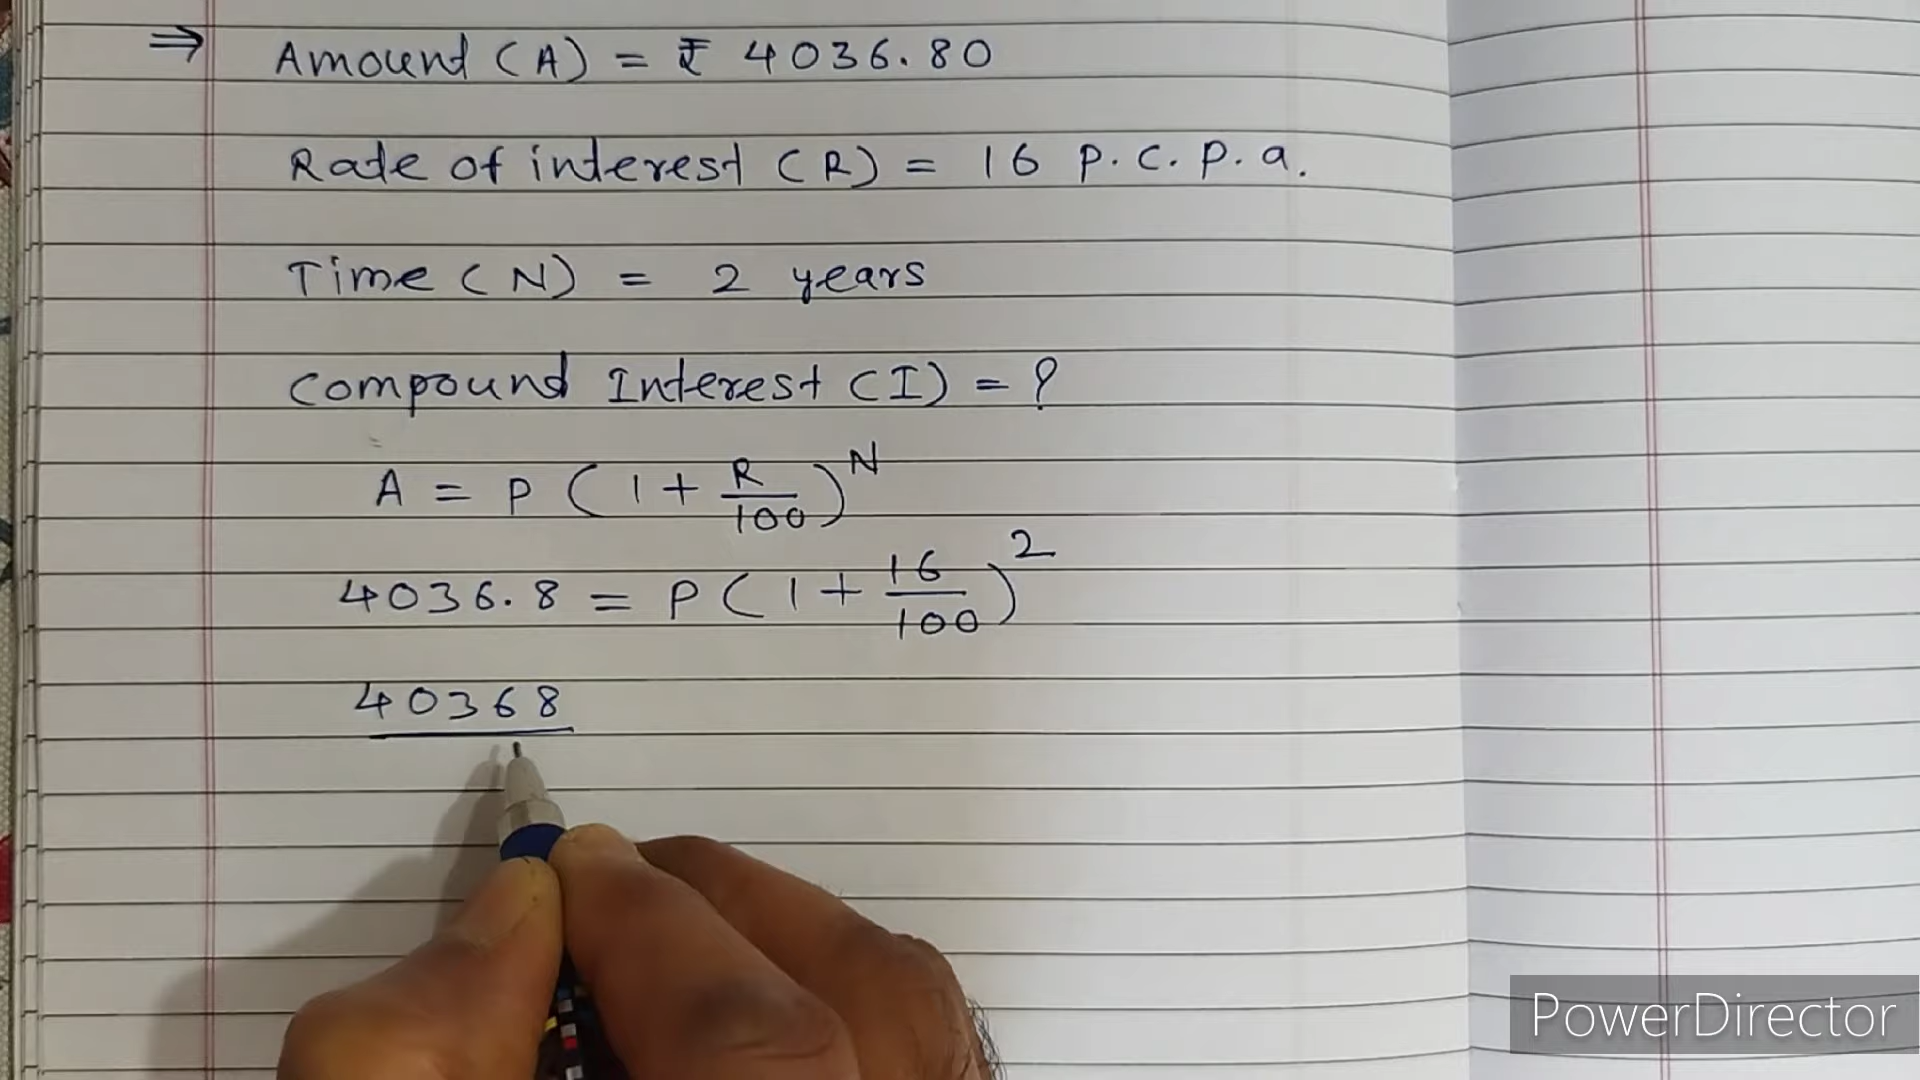 ⇒ Amount (A) = ₹ 4036.80
Rate of interest (R) = 16 p.c.p.a.
Time (N) = 2 years
Compound Interest (I) = ?
A = P (1 + R/100)^N
4036.8 = P (1 + 16/100)^2
40368
PowerDirector